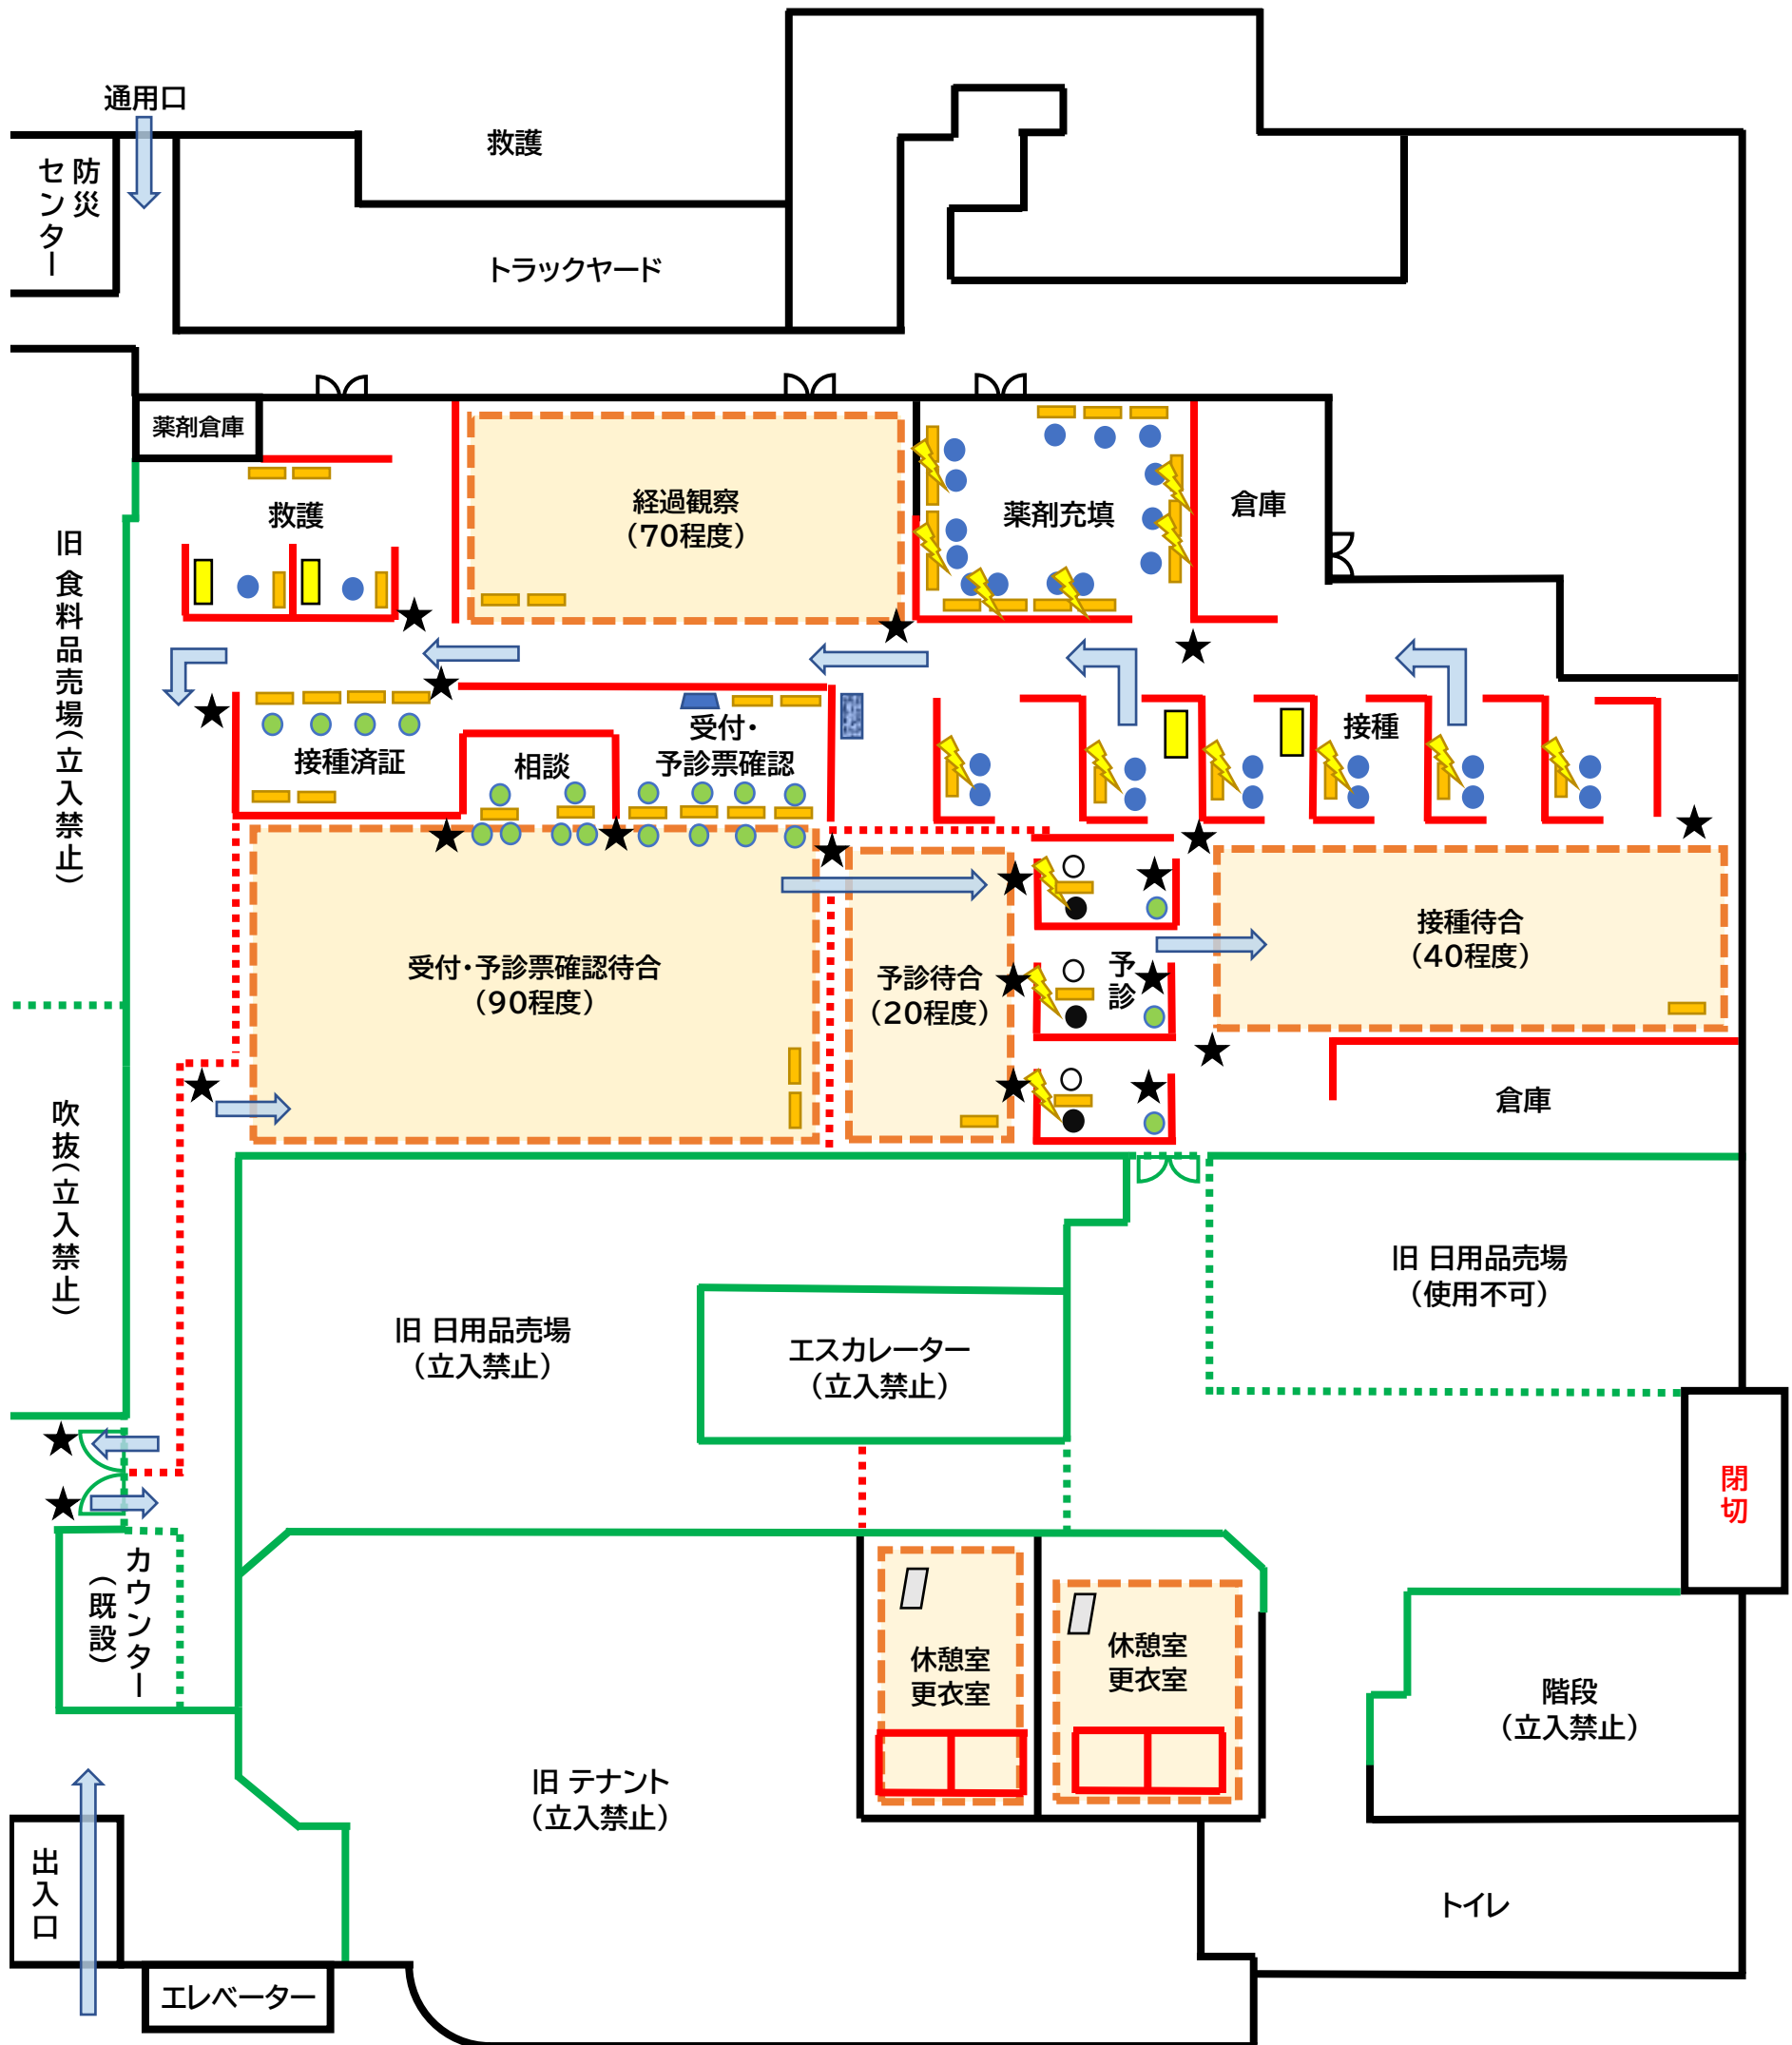 通用口
救護
防災
センター
トラックヤード
薬剤倉庫
救護
経過観察
（70程度）
薬剤充填
倉庫
旧 食料品売場（立入禁止）
受付・
予診票確認
接種済証
相談
接種
受付・予診票確認待合
（90程度）
予診待合
（20程度）
予診
接種待合
（40程度）
倉庫
吹抜（立入禁止）
旧 日用品売場
（使用不可）
旧 日用品売場
（立入禁止）
エスカレーター
（立入禁止）
閉切
カウンター
（既設）
休憩室
更衣室
休憩室
更衣室
階段
（立入禁止）
旧 テナント
（立入禁止）
出入口
トイレ
エレベーター